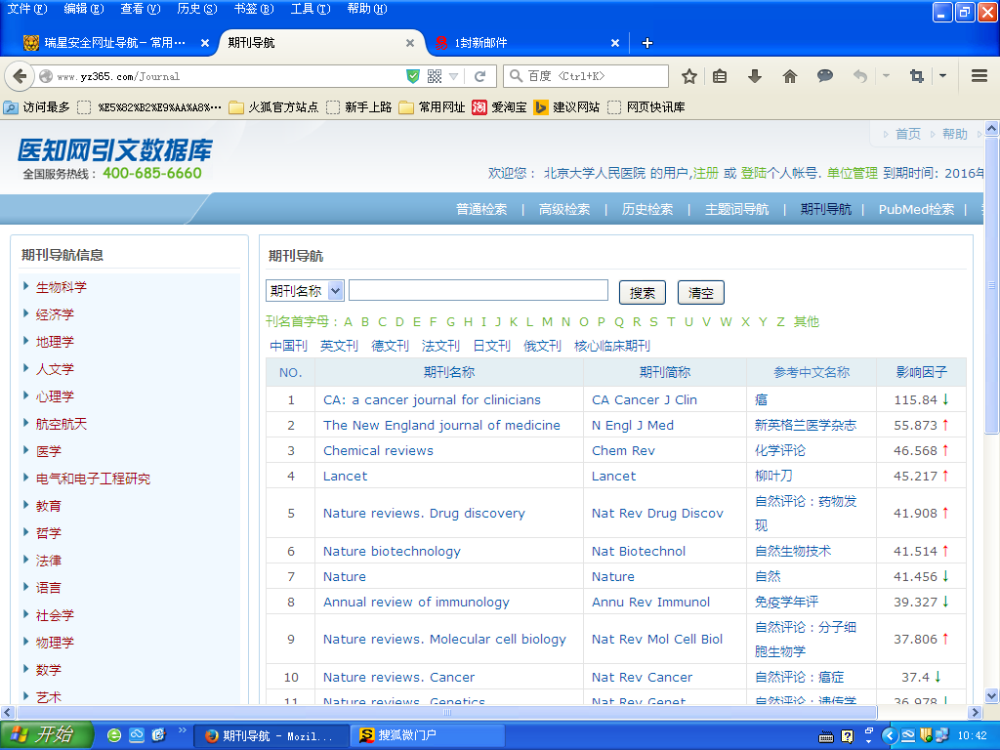 文件(F) 编辑(E) 查看(V) 历史(S) 书签(B) 工具(T) 帮助(H)
瑞星安全网址导航－常用… × 期刊导航 × 1封新邮件 × +
www.yz365.com/Journal 百度 <Ctrl+K>
访问最多 %E5%82%B2%E9%AA%A8%… 火狐官方站点 新手上路 常用网址 爱淘宝 建议网站 网页快讯库
首页 帮助
医知网引文数据库
全国服务热线：400-685-6660
欢迎您： 北京大学人民医院 的用户,注册 或 登陆个人帐号. 单位管理 到期时间：2016年
普通检索 | 高级检索 | 历史检索 | 主题词导航 | 期刊导航 | PubMed检索 |
期刊导航信息
生物科学
经济学
地理学
人文学
心理学
航空航天
医学
电气和电子工程研究
教育
哲学
法律
语言
社会学
物理学
数学
艺术
期刊导航
期刊名称 搜索 清空
刊名首字母：A B C D E F G H I J K L M N O P Q R S T U V W X Y Z 其他
中国刊 英文刊 德文刊 法文刊 日文刊 俄文刊 核心临床期刊
NO. 期刊名称 期刊简称 参考中文名称 影响因子
1 CA: a cancer journal for clinicians CA Cancer J Clin 癌 115.84 ↓
2 The New England journal of medicine N Engl J Med 新英格兰医学杂志 55.873 ↑
3 Chemical reviews Chem Rev 化学评论 46.568 ↑
4 Lancet Lancet 柳叶刀 45.217 ↑
5 Nature reviews. Drug discovery Nat Rev Drug Discov 自然评论：药物发现 41.908 ↑
6 Nature biotechnology Nat Biotechnol 自然生物技术 41.514 ↑
7 Nature Nature 自然 41.456 ↓
8 Annual review of immunology Annu Rev Immunol 免疫学年评 39.327 ↓
9 Nature reviews. Molecular cell biology Nat Rev Mol Cell Biol 自然评论：分子细胞生物学 37.806 ↑
10 Nature reviews. Cancer Nat Rev Cancer 自然评论：癌症 37.4 ↓
11 Nature reviews. Genetics Nat Rev Genet 自然评论：遗传学 36.978 ↓
开始 期刊导航 - Mozil... 搜狐微门户 10:42